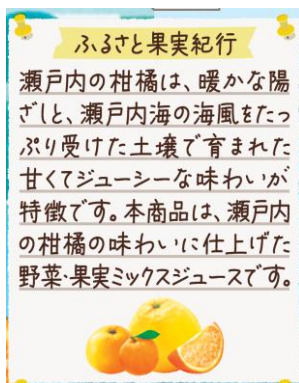 ふるさと果実紀行
瀬戸内の柑橘は、暖かな陽
ざしと、瀬戸内海の海風をたっ
ぷり受けた土壌で育まれた
甘くてジューシーな味わいが
特徴です。本商品は、瀬戸内
の柑橘の味わいに仕上げた
野菜・果実ミックスジュースです。